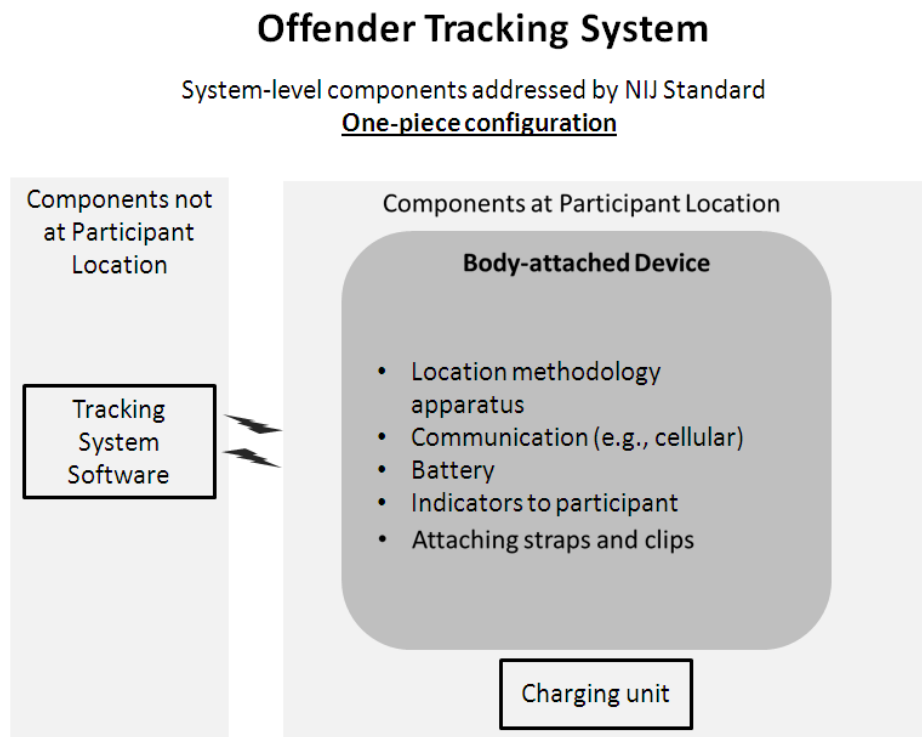 Offender Tracking System
System-level components addressed by NIJ Standard
One-piece configuration
Components not
at Participant
Location
Tracking
System
Software
Components at Participant Location
Body-attached Device
• Location methodology
apparatus
• Communication (e.g., cellular)
• Battery
• Indicators to participant
• Attaching straps and clips
Charging unit